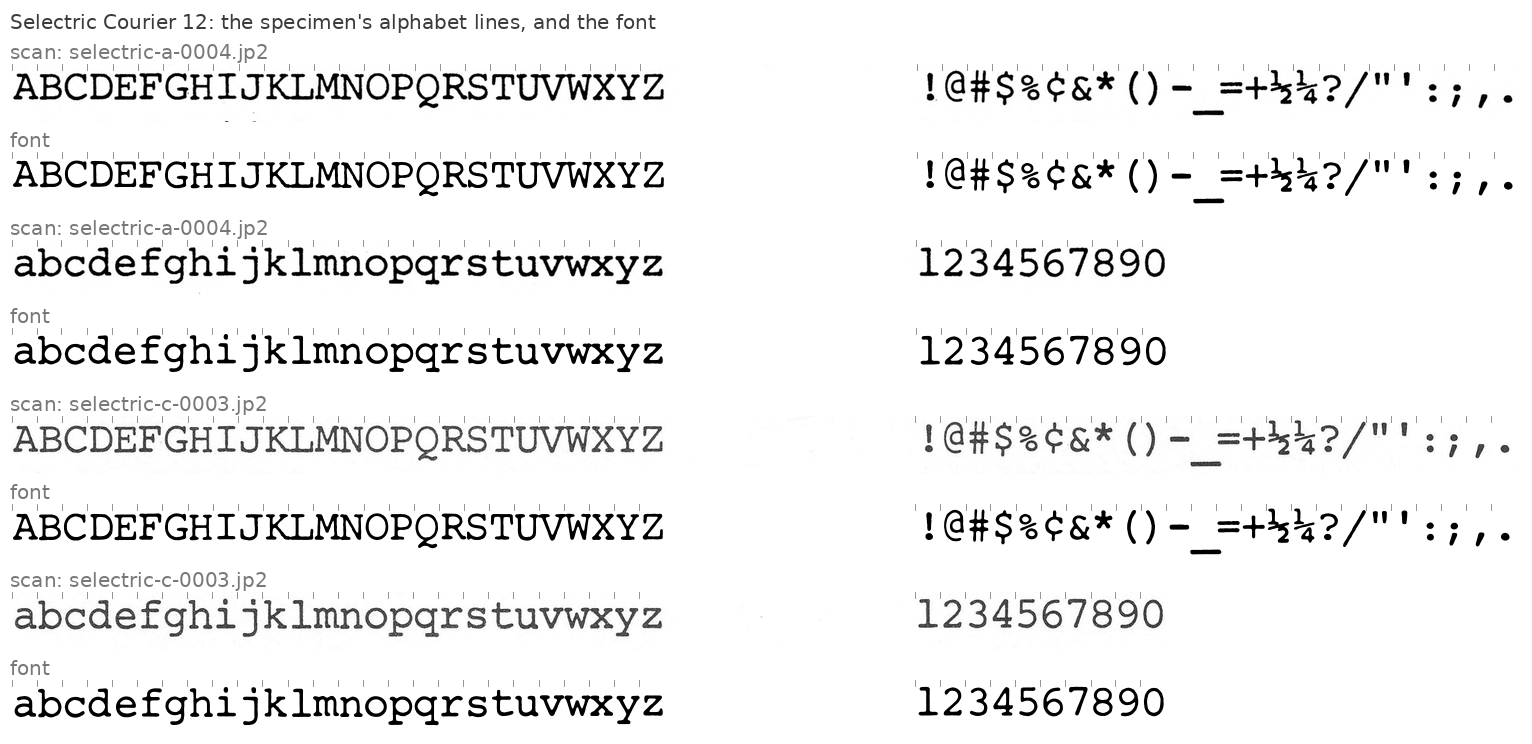 Selectric Courier 12: the specimen's alphabet lines, and the font
scan: selectric-a-0004.jp2
ABCDEFGHIJKLMNOPQRSTUVWXYZ !@#$%¢&*()-_=+½¼?/"':;,.
font
ABCDEFGHIJKLMNOPQRSTUVWXYZ !@#$%¢&*()-_=+½¼?/"':;,.
scan: selectric-a-0004.jp2
abcdefghijklmnopqrstuvwxyz 1234567890
font
abcdefghijklmnopqrstuvwxyz 1234567890
scan: selectric-c-0003.jp2
ABCDEFGHIJKLMNOPQRSTUVWXYZ !@#$%¢&*()-_=+½¼?/"':;,.
font
ABCDEFGHIJKLMNOPQRSTUVWXYZ !@#$%¢&*()-_=+½¼?/"':;,.
scan: selectric-c-0003.jp2
abcdefghijklmnopqrstuvwxyz 1234567890
font
abcdefghijklmnopqrstuvwxyz 1234567890